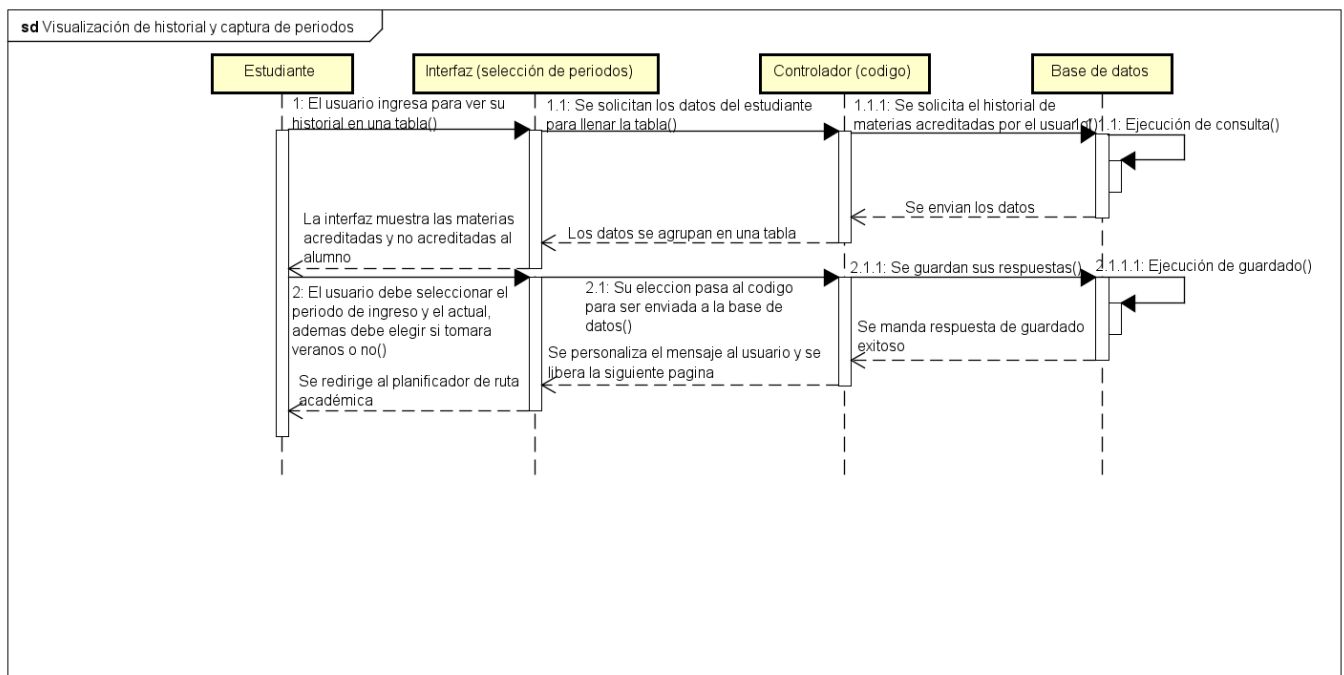 sd Visualización de historial y captura de periodos
Estudiante
Interfaz (selección de periodos)
Controlador (codigo)
Base de datos
1: El usuario ingresa para ver su
historial en una tabla()
1.1: Se solicitan los datos del estudiante
para llenar la tabla()
1.1.1: Se solicita el historial de
materias acreditadas por el usuario()
1.1.1.1: Ejecución de consulta()
Se envian los datos
Los datos se agrupan en una tabla
La interfaz muestra las materias
acreditadas y no acreditadas al
alumno
2: El usuario debe seleccionar el
periodo de ingreso y el actual,
ademas debe elegir si tomara
veranos o no()
2.1: Su eleccion pasa al codigo
para ser enviada a la base de
datos()
2.1.1: Se guardan sus respuestas()
2.1.1.1: Ejecución de guardado()
Se manda respuesta de guardado
exitoso
Se personaliza el mensaje al usuario y se
libera la siguiente pagina
Se redirige al planificador de ruta
académica